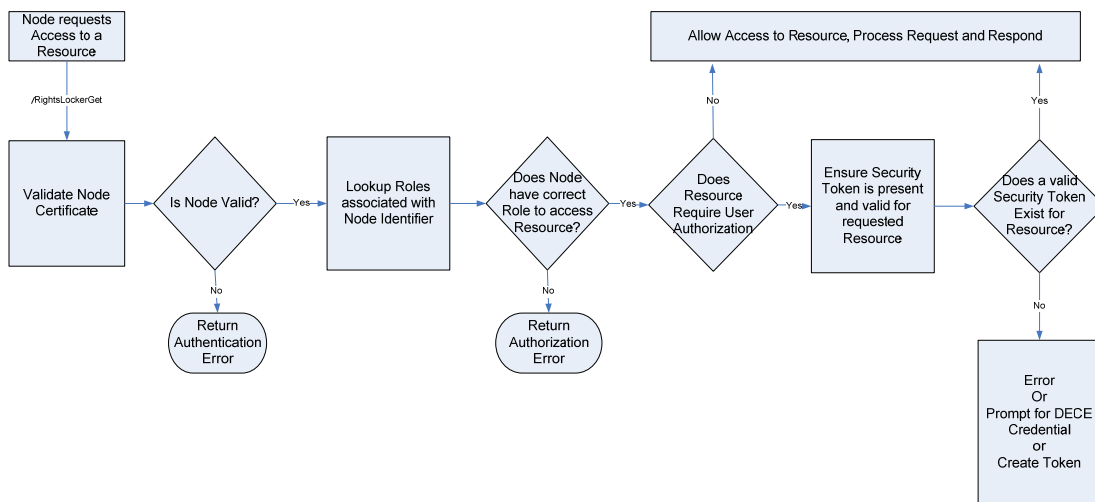 Node requests
Access to a
Resource
/RightsLockerGet
Validate Node
Certificate
Is Node Valid?
Yes
No
Return
Authentication
Error
Lookup Roles
associated with
Node Identifier
Does Node
have correct
Role to access
Resource?
Yes
No
Return
Authorization
Error
Does
Resource
Require User
Authorization
No
Yes
Allow Access to Resource, Process Request and Respond
Ensure Security
Token is present
and valid for
requested
Resource
Does a valid
Security Token
Exist for
Resource?
Yes
No
Error
Or
Prompt for DECE
Credential
or
Create Token